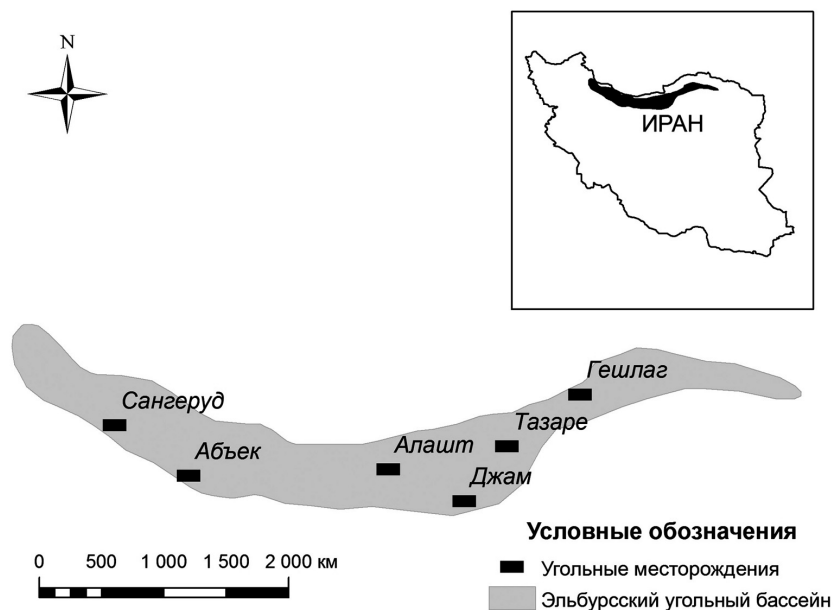 N
ИРАН
Гешлаг
Сангеруд
Тазаре
Абъек
Алашт
Джам
Условные обозначения
0 500 1 000 1 500 2 000 км
Угольные месторождения
Эльбурсский угольный бассейн